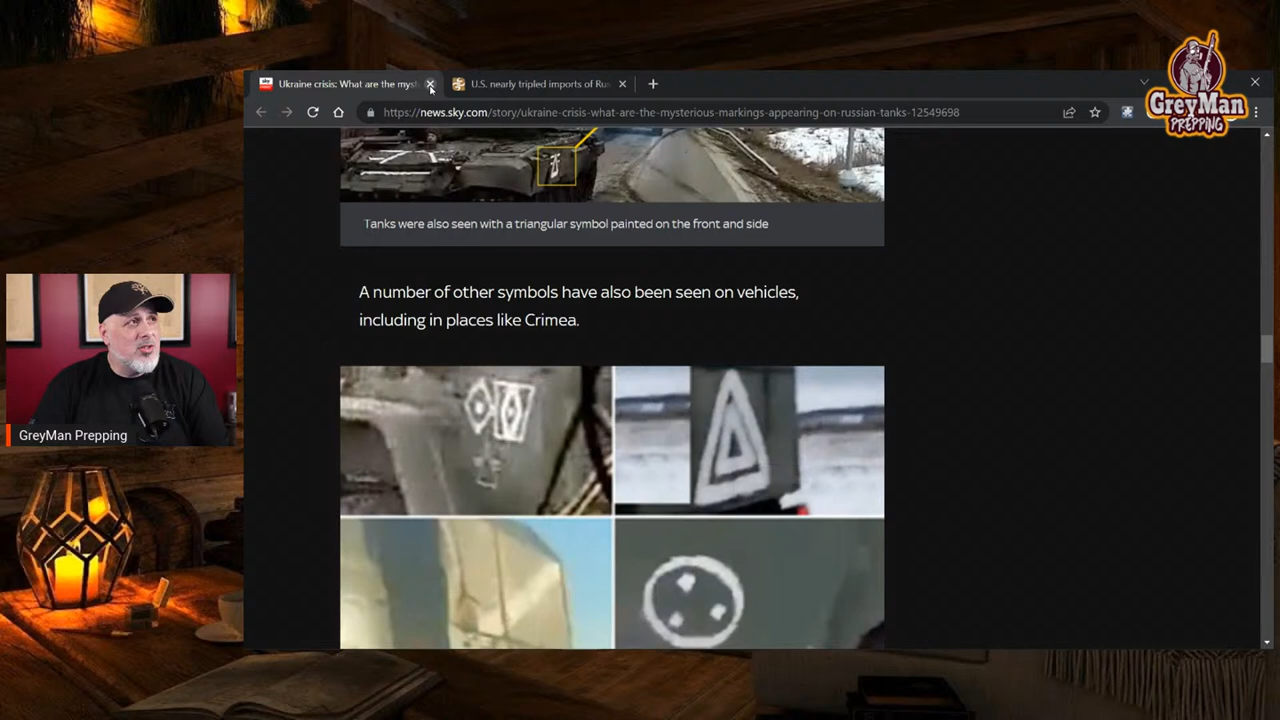 GreyMan
PREPPING
Ukraine crisis: What are the myst
U.S. nearly tripled imports of Rus
https://news.sky.com/story/ukraine-crisis-what-are-the-mysterious-markings-appearing-on-russian-tanks-12549698
Tanks were also seen with a triangular symbol painted on the front and side
A number of other symbols have also been seen on vehicles,
including in places like Crimea.
GreyMan Prepping